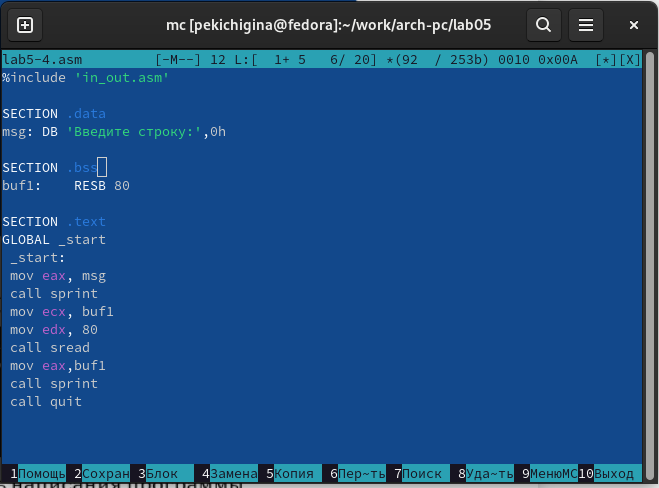 mc [pekichigina@fedora]:~/work/arch-pc/lab05
lab5-4.asm [-M--] 12 L:[ 1+ 5 6/ 20] *(92 / 253b) 0010 0x00A [*][X]
%include 'in_out.asm'
SECTION .data
msg: DB 'Введите строку:',0h
SECTION .bss
buf1: RESB 80
SECTION .text
GLOBAL _start
_start:
mov eax, msg
call sprint
mov ecx, buf1
mov edx, 80
call sread
mov eax,buf1
call sprint
call quit
1Помощь 2Сохран 3Блок 4Замена 5Копия 6Пер~ть 7Поиск 8Уда~ть 9МенюМС 10Выход
написания программы